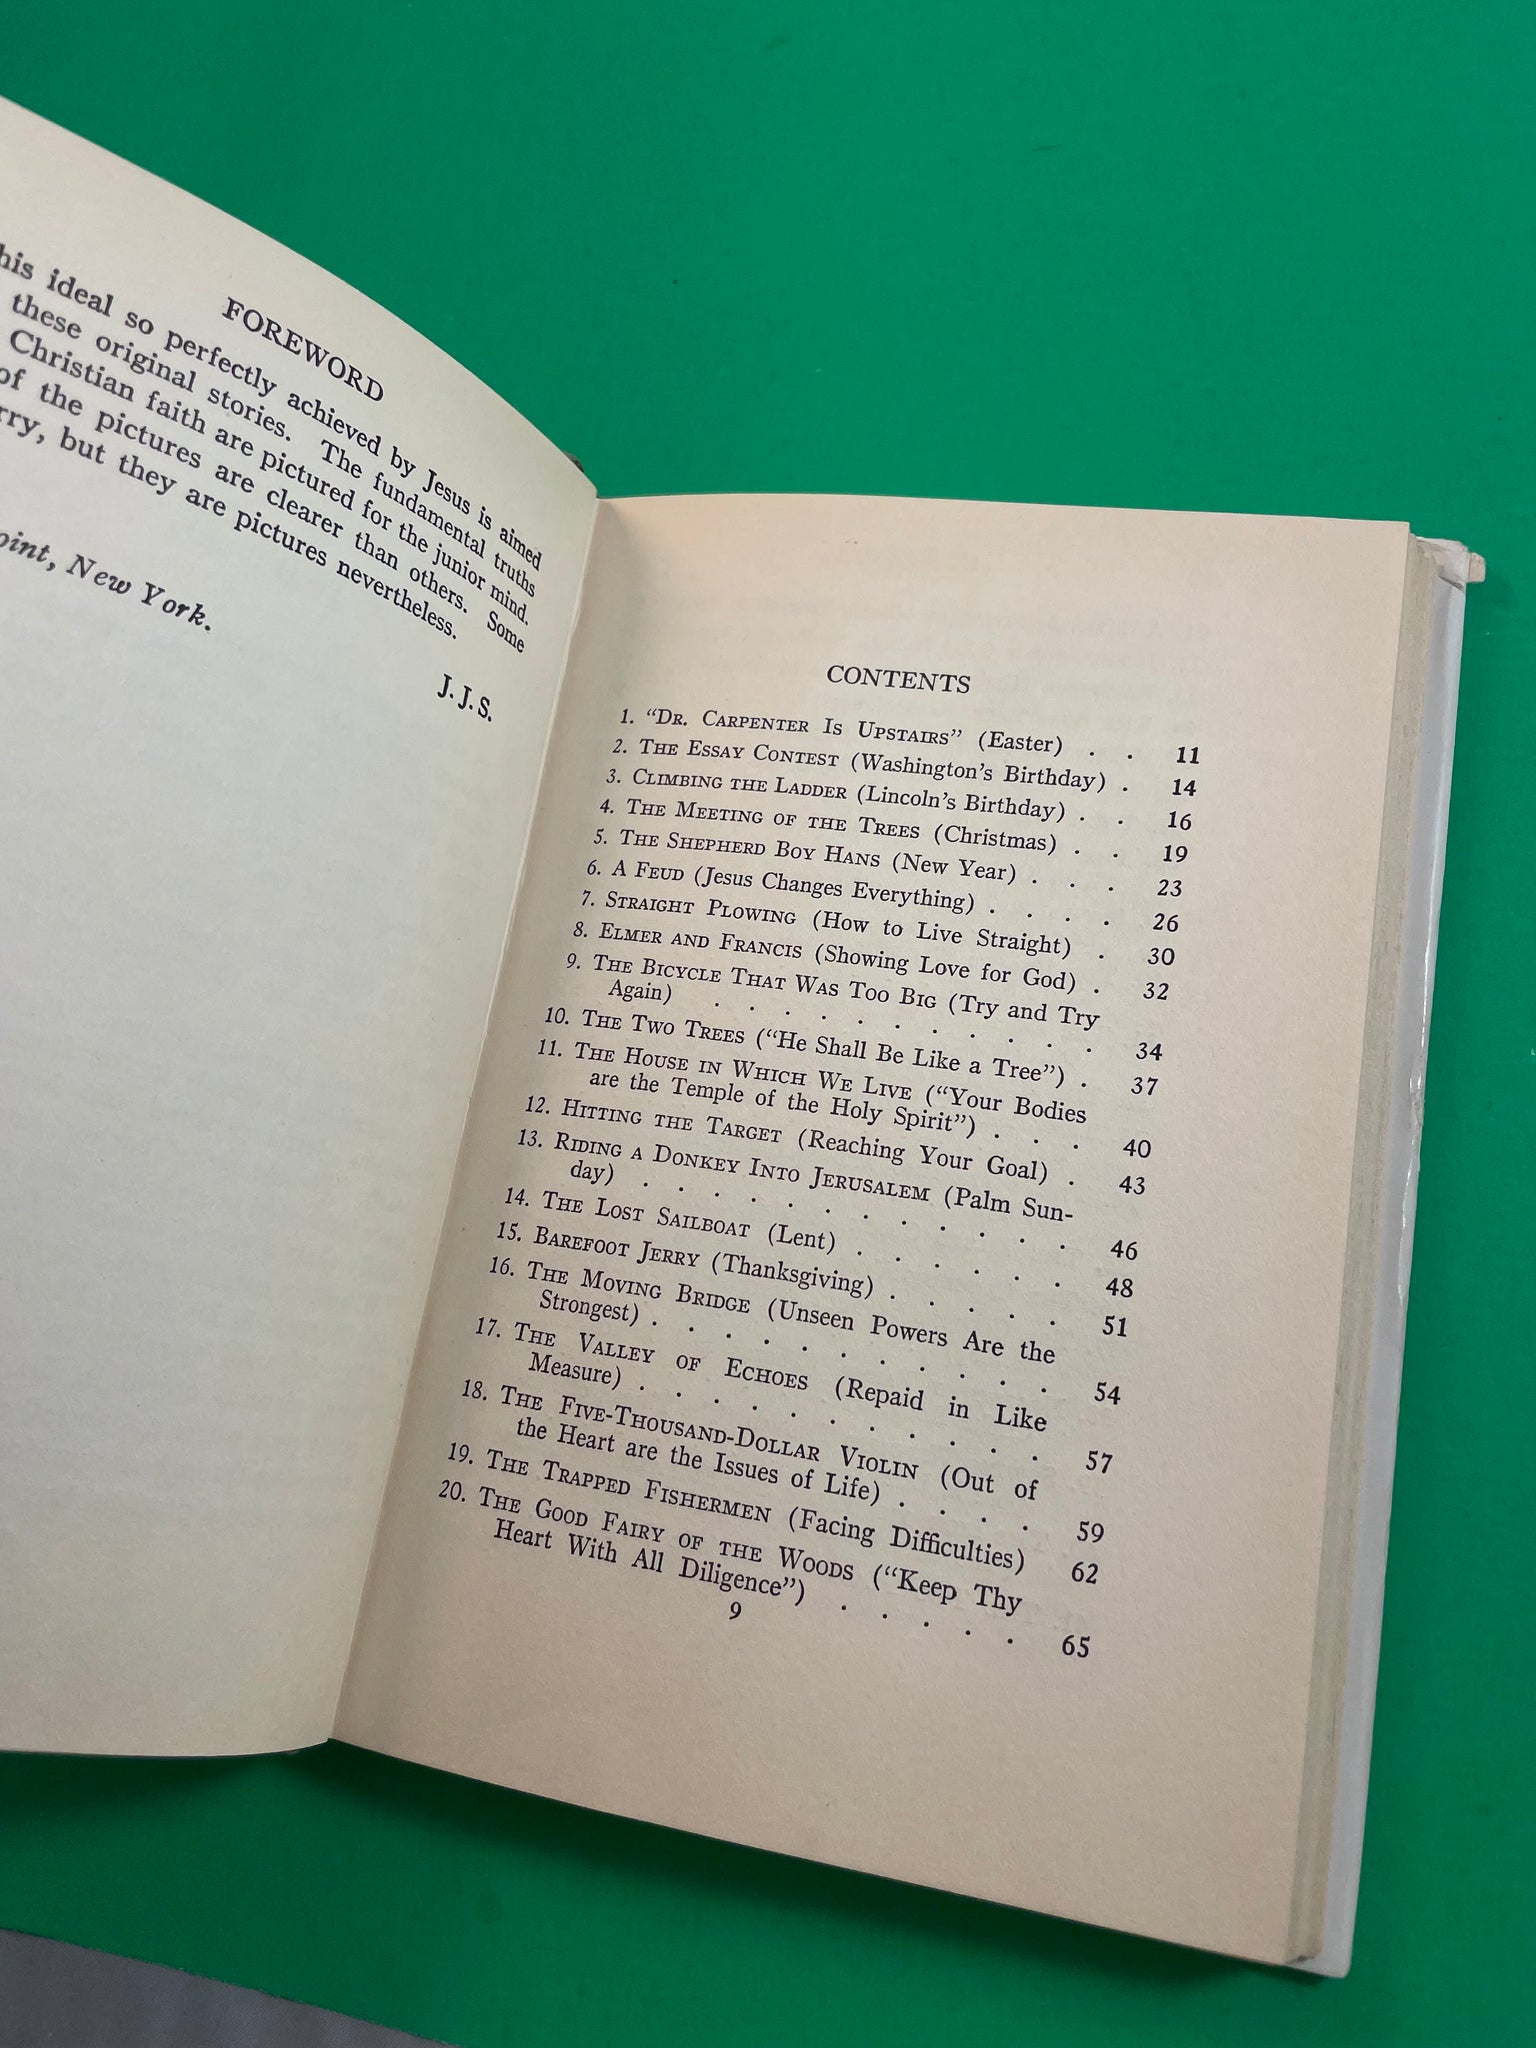 FOREWORD
his ideal so perfectly achieved by Jesus is aimed
these original stories. The fundamental truths
Christian faith are pictured for the junior mind.
of the pictures are clearer than others. Some
rry, but they are pictures nevertheless.
J. J. S.
oint, New York.
CONTENTS
1. “DR. CARPENTER IS UPSTAIRS” (Easter) . . 11
2. THE ESSAY CONTEST (Washington’s Birthday) . 14
3. CLIMBING THE LADDER (Lincoln’s Birthday) . . 16
4. THE MEETING OF THE TREES (Christmas) . . 19
5. THE SHEPHERD BOY HANS (New Year) . . . 23
6. A FEUD (Jesus Changes Everything) . . . . 26
7. STRAIGHT PLOWING (How to Live Straight) . 30
8. ELMER AND FRANCIS (Showing Love for God) . 32
9. THE BICYCLE THAT WAS TOO BIG (Try and Try
Again) . . . . . . . . . . . 34
10. THE TWO TREES (“He Shall Be Like a Tree”) . 37
11. THE HOUSE IN WHICH WE LIVE (“Your Bodies
are the Temple of the Holy Spirit”) . . . 40
12. HITTING THE TARGET (Reaching Your Goal) . 43
13. RIDING A DONKEY INTO JERUSALEM (Palm Sun-
day) . . . . . . . . . . . . 46
14. THE LOST SAILBOAT (Lent) . . . . . . 48
15. BAREFOOT JERRY (Thanksgiving) . . . . . 51
16. THE MOVING BRIDGE (Unseen Powers Are the
Strongest) . . . . . . . . . . . 54
17. THE VALLEY OF ECHOES (Repaid in Like
Measure) . . . . . . . . . . . 57
18. THE FIVE-THOUSAND-DOLLAR VIOLIN (Out of
the Heart are the Issues of Life) . . . . 59
19. THE TRAPPED FISHERMEN (Facing Difficulties) 62
20. THE GOOD FAIRY OF THE WOODS (“Keep Thy
Heart With All Diligence”) . . . . . 65
9